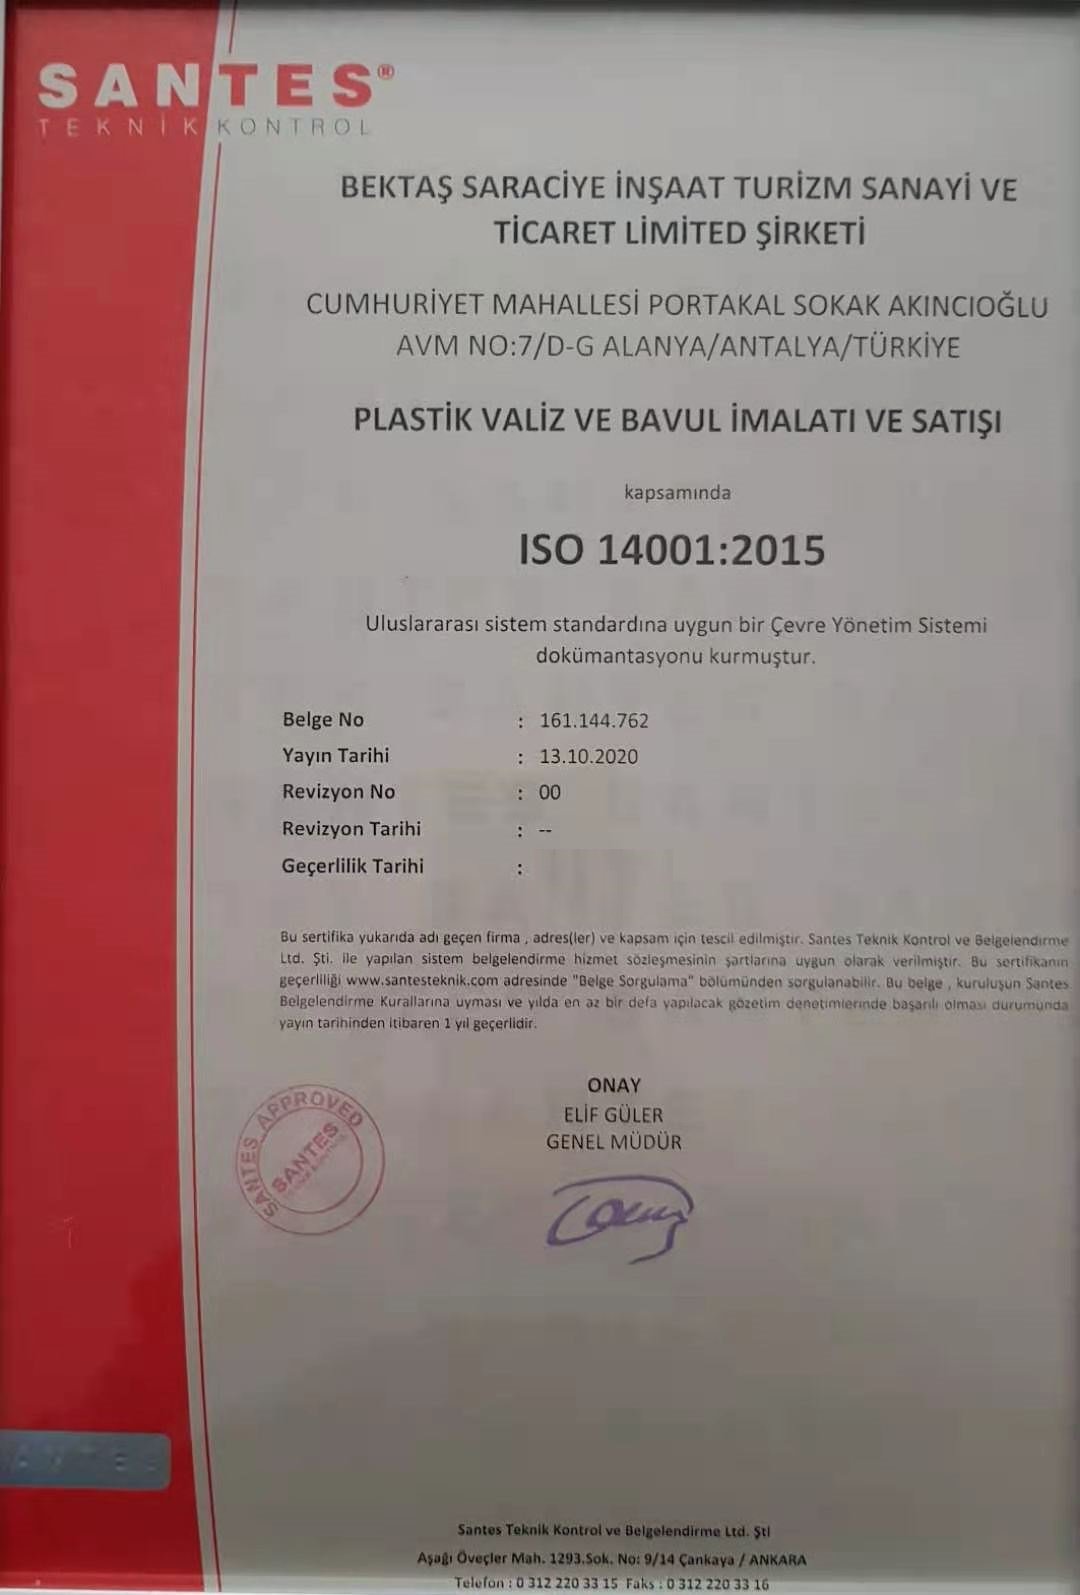 SANTES®
TEKNİK KONTROL
BEKTAŞ SARACİYE İNŞAAT TURİZM SANAYİ VE
TİCARET LİMİTED ŞİRKETİ
CUMHURİYET MAHALLESİ PORTAKAL SOKAK AKINCIOĞLU
AVM NO:7/D-G ALANYA/ANTALYA/TÜRKİYE
PLASTİK VALİZ VE BAVUL İMALATI VE SATIŞI
kapsamında
ISO 14001:2015
Uluslararası sistem standardına uygun bir Çevre Yönetim Sistemi
dokümantasyonu kurmuştur.
Belge No : 161.144.762
Yayın Tarihi : 13.10.2020
Revizyon No : 00
Revizyon Tarihi : --
Geçerlilik Tarihi :
Bu sertifika yukarıda adı geçen firma , adres(ler) ve kapsam için tescil edilmiştir. Santes Teknik Kontrol ve Belgelendirme
Ltd. Şti. ile yapılan sistem belgelendirme hizmet sözleşmesinin şartlarına uygun olarak verilmiştir. Bu sertifikanın
geçerliliği www.santesteknik.com adresinde "Belge Sorgulama" bölümünden sorgulanabilir. Bu belge , kuruluşun Santes
Belgelendirme Kurallarına uyması ve yılda en az bir defa yapılacak gözetim denetimlerinde başarılı olması durumunda
yayın tarihinden itibaren 1 yıl geçerlidir.
ONAY
ELİF GÜLER
GENEL MÜDÜR
SANTES APPROVED
SANTES
SANTES
Santes Teknik Kontrol ve Belgelendirme Ltd. Şti
Aşağı Öveçler Mah. 1293.Sok. No: 9/14 Çankaya / ANKARA
Telefon : 0 312 220 33 15 Faks : 0 312 220 33 16